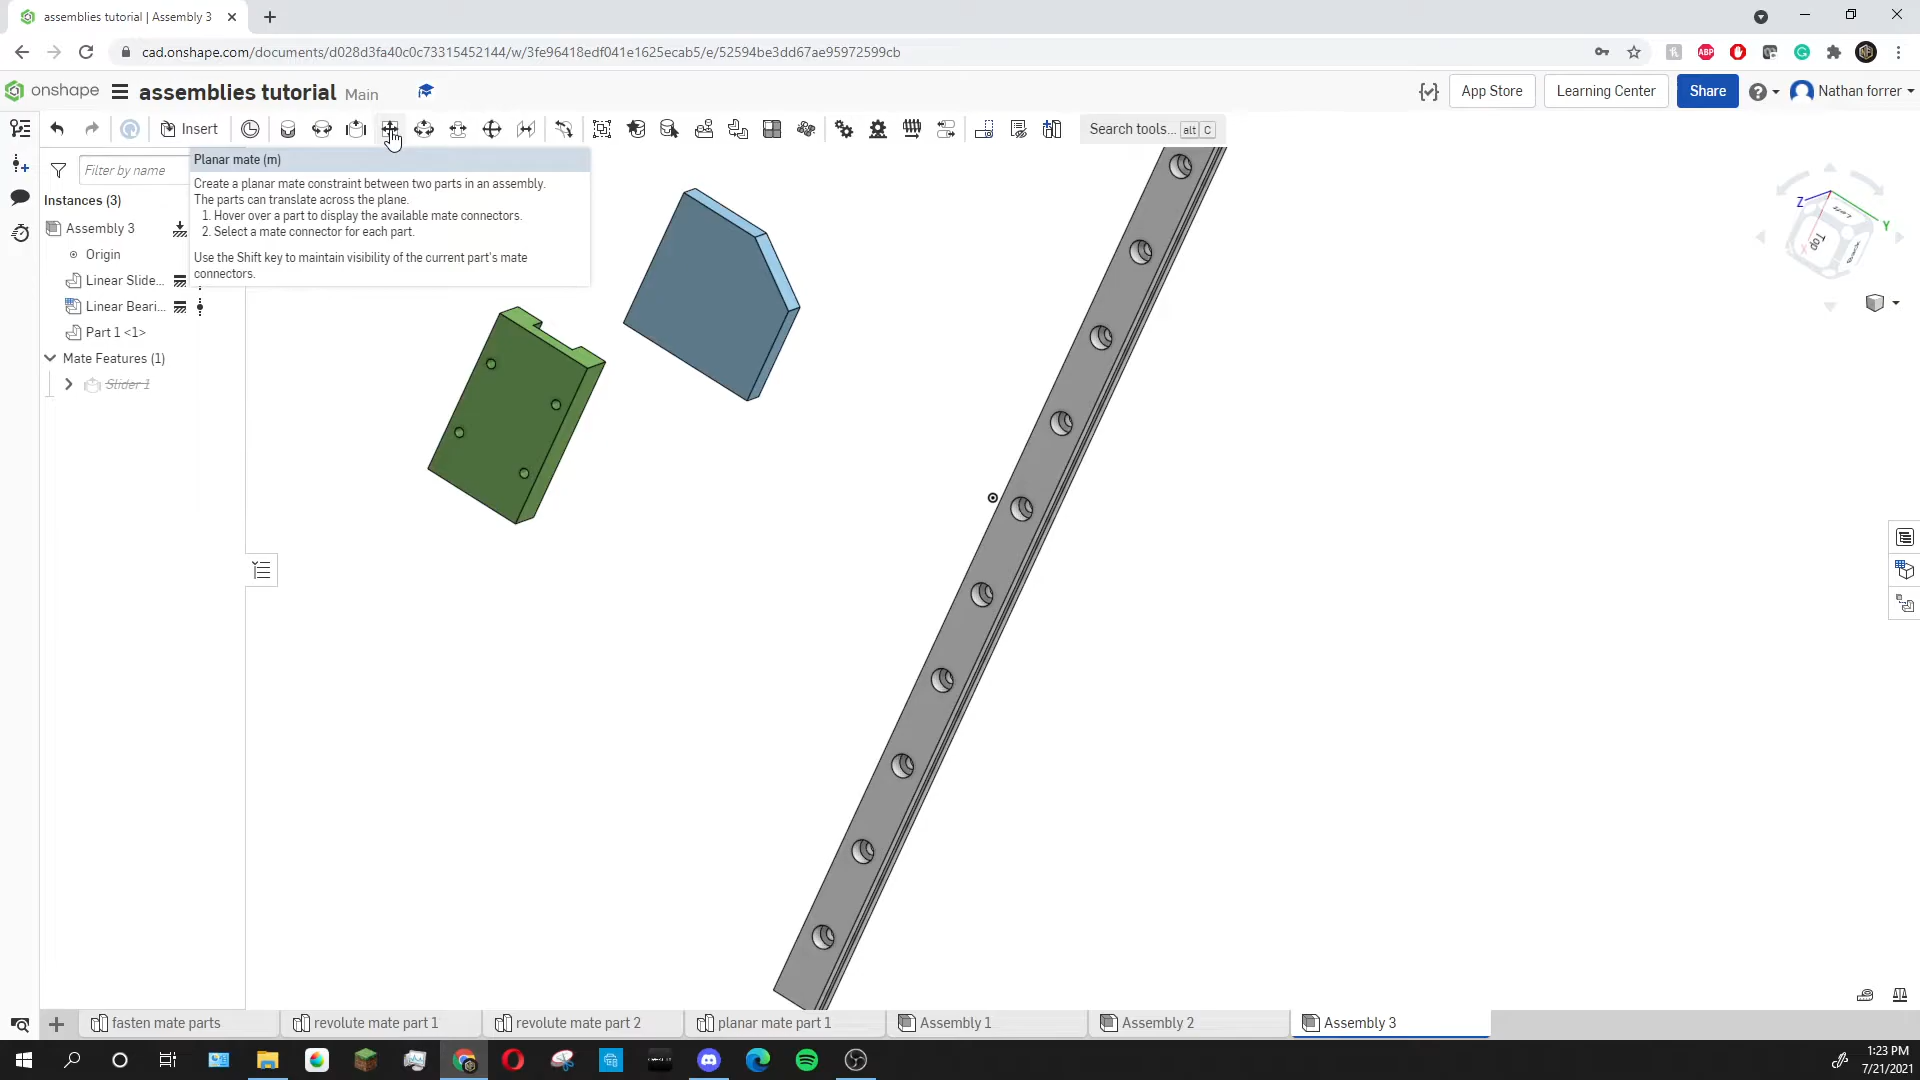 assemblies tutorial | Assembly 3
cad.onshape.com/documents/d028d3fa40c0c73315452144/w/3fe96418edf041e1625ecab5/e/52594be3dd67ae95972599cb
onshape
assemblies tutorial Main
App Store
Learning Center
Share
Nathan forrer
Insert
Search tools... alt C
Planar mate (m)
Create a planar mate constraint between two parts in an assembly.
The parts can translate across the plane.
1. Hover over a part to display the available mate connectors.
2. Select a mate connector for each part.
Use the Shift key to maintain visibility of the current part's mate
connectors.
Filter by name
Instances (3)
Assembly 3
Origin
Linear Slide...
Linear Beari...
Part 1 <1>
Mate Features (1)
Slider 1
Z
Y
X
Top
Left
Back
fasten mate parts
revolute mate part 1
revolute mate part 2
planar mate part 1
Assembly 1
Assembly 2
Assembly 3
1:23 PM
7/21/2021